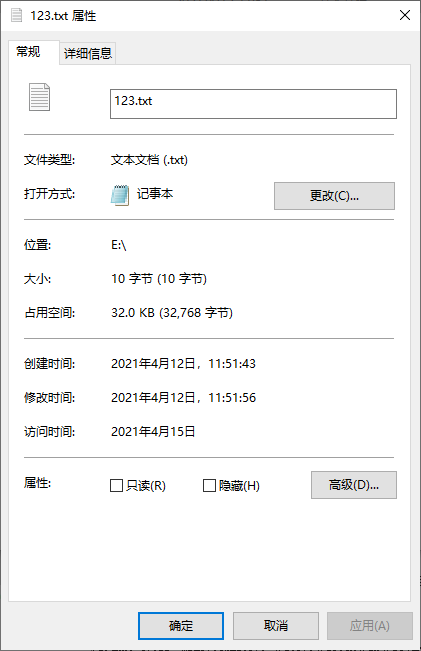 123.txt 属性
常规 详细信息
123.txt
文件类型: 文本文档 (.txt)
打开方式: 记事本 更改(C)...
位置: E:\
大小: 10 字节 (10 字节)
占用空间: 32.0 KB (32,768 字节)
创建时间: 2021年4月12日，11:51:43
修改时间: 2021年4月12日，11:51:56
访问时间: 2021年4月15日
属性: 只读(R) 隐藏(H) 高级(D)...
确定 取消 应用(A)